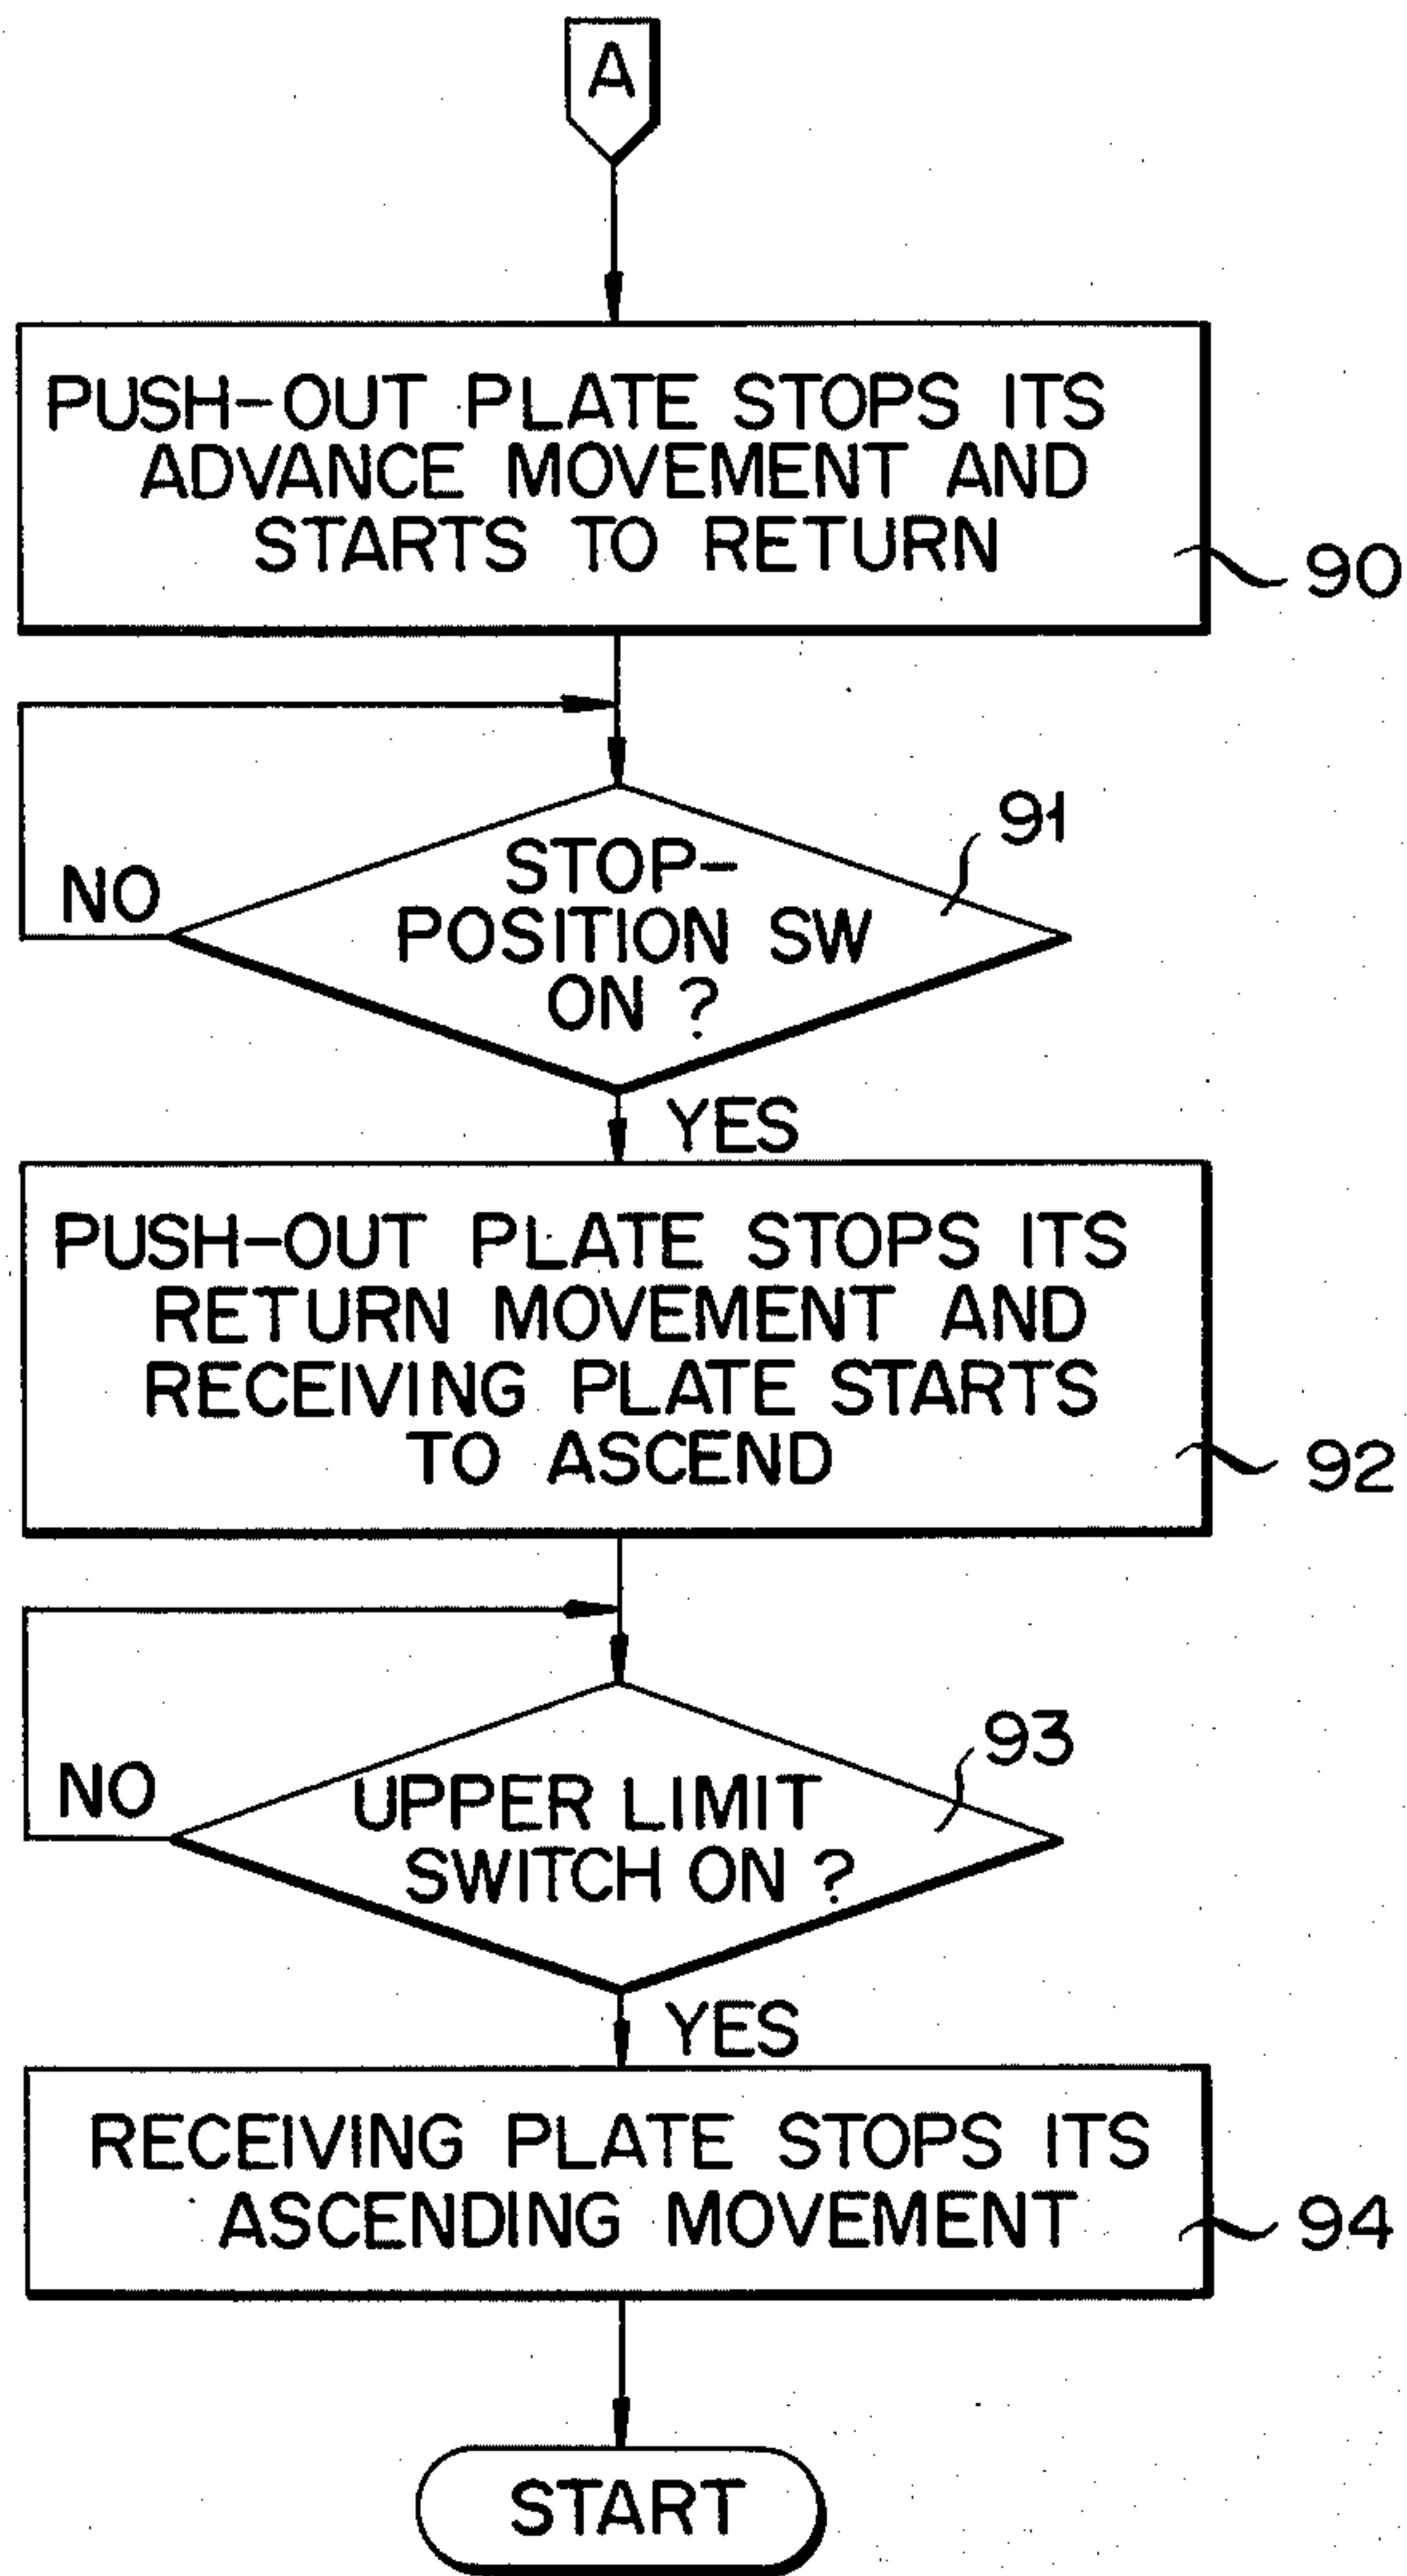 A
PUSH-OUT PLATE STOPS ITS
ADVANCE MOVEMENT AND
STARTS TO RETURN
90
91
STOP-
POSITION SW
ON ?
NO
YES
PUSH-OUT PLATE STOPS ITS
RETURN MOVEMENT AND
RECEIVING PLATE STARTS
TO ASCEND
92
93
UPPER LIMIT
SWITCH ON ?
NO
YES
RECEIVING PLATE STOPS ITS
ASCENDING MOVEMENT
94
START